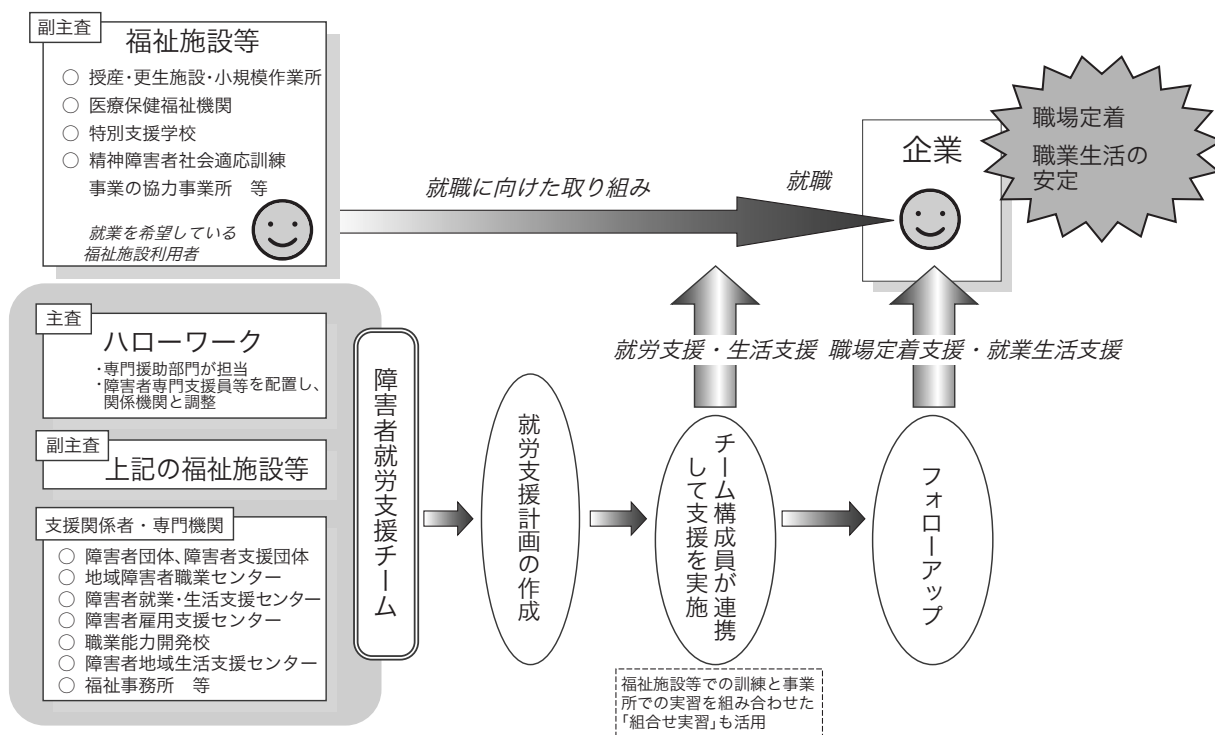 副主査
福祉施設等
○ 授産・更生施設・小規模作業所
○ 医療保健福祉機関
○ 特別支援学校
○ 精神障害者社会適応訓練
事業の協力事業所 等
就業を希望している
福祉施設利用者
就職に向けた取り組み
就職
企業
職場定着
職業生活の
安定
主査
ハローワーク
・専門援助部門が担当
・障害者専門支援員等を配置し、
関係機関と調整
副主査
上記の福祉施設等
支援関係者・専門機関
○ 障害者団体、障害者支援団体
○ 地域障害者職業センター
○ 障害者就業・生活支援センター
○ 障害者雇用支援センター
○ 職業能力開発校
○ 障害者地域生活支援センター
○ 福祉事務所 等
障害者就労支援チーム
就労支援計画の作成
チーム構成員が連携
して支援を実施
フォローアップ
就労支援・生活支援
職場定着支援・就業生活支援
福祉施設等での訓練と事業
所での実習を組み合わせた
「組合せ実習」も活用